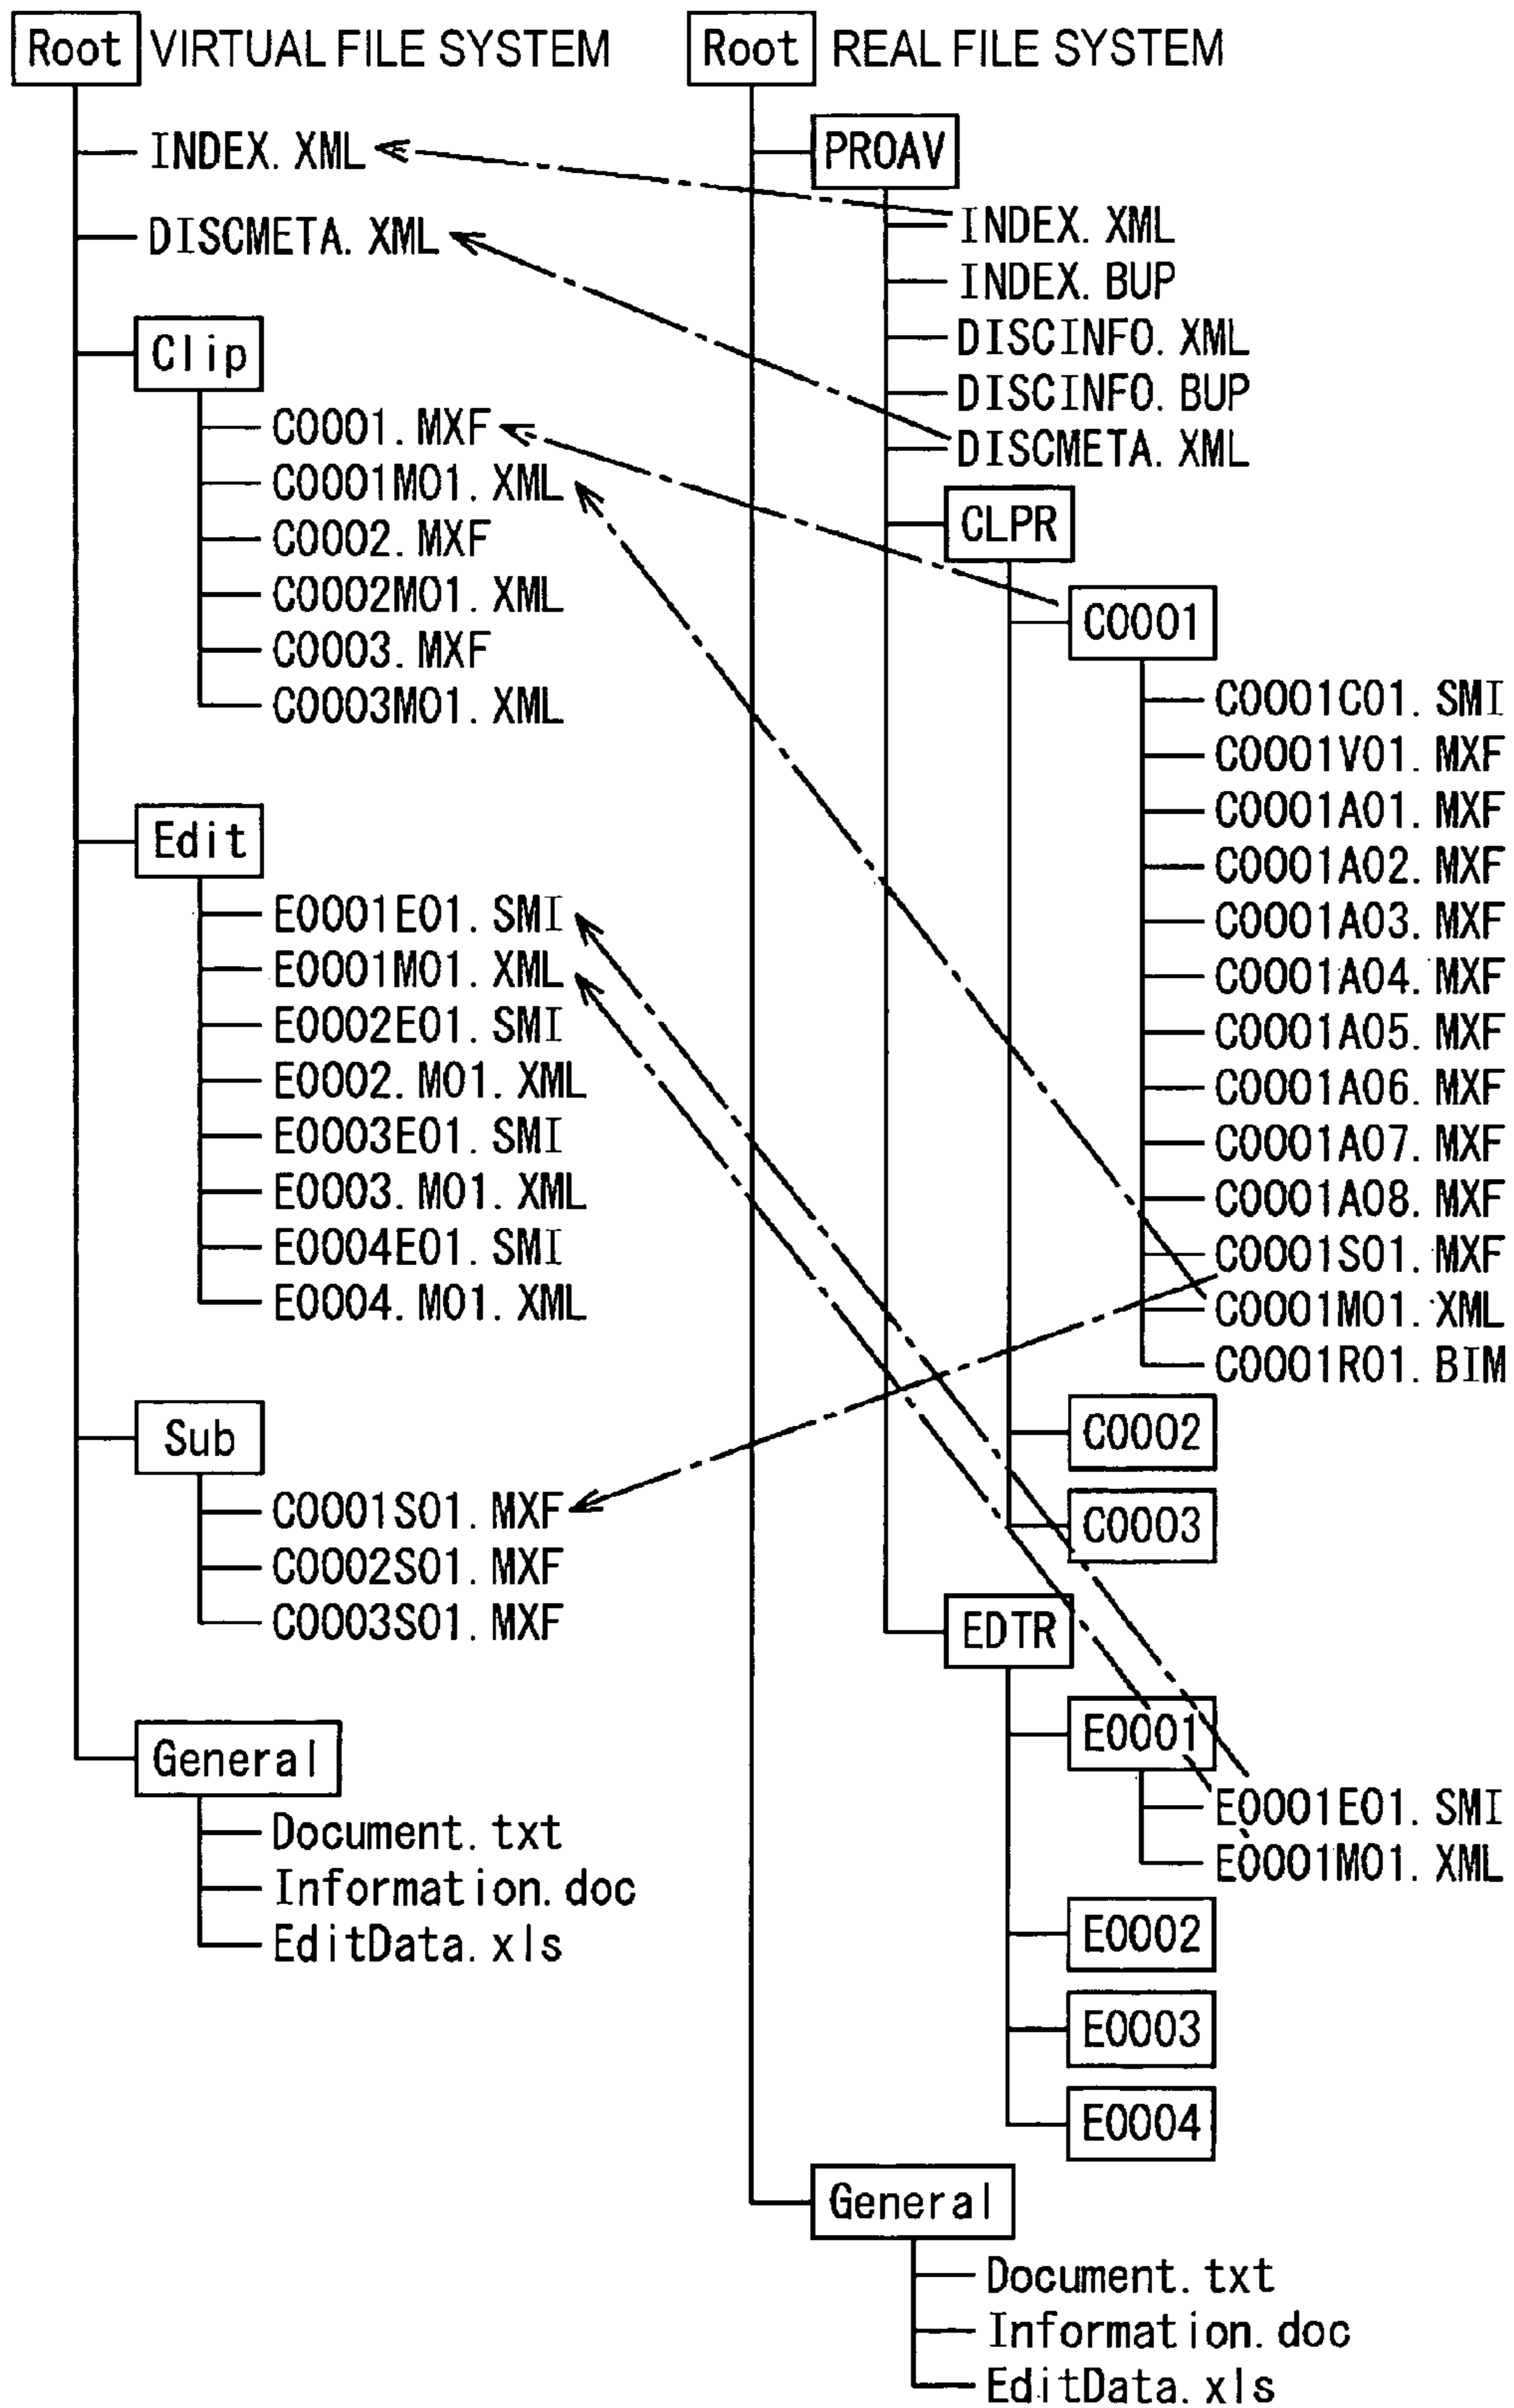 Root VIRTUAL FILE SYSTEM
INDEX.XML
DISCMETA.XML
Clip
C0001.MXF
C0001M01.XML
C0002.MXF
C0002M01.XML
C0003.MXF
C0003M01.XML
Edit
E0001E01.SMI
E0001M01.XML
E0002E01.SMI
E0002.M01.XML
E0003E01.SMI
E0003.M01.XML
E0004E01.SMI
E0004.M01.XML
Sub
C0001S01.MXF
C0002S01.MXF
C0003S01.MXF
General
Document.txt
Information.doc
EditData.xls
Root REAL FILE SYSTEM
PROAV
INDEX.XML
INDEX.BUP
DISCINFO.XML
DISCINFO.BUP
DISCMETA.XML
CLPR
C0001
C0001C01.SMI
C0001V01.MXF
C0001A01.MXF
C0001A02.MXF
C0001A03.MXF
C0001A04.MXF
C0001A05.MXF
C0001A06.MXF
C0001A07.MXF
C0001A08.MXF
C0001S01.MXF
C0001M01.XML
C0001R01.BIM
C0002
C0003
EDTR
E0001
E0001E01.SMI
E0001M01.XML
E0002
E0003
E0004
General
Document.txt
Information.doc
EditData.xls